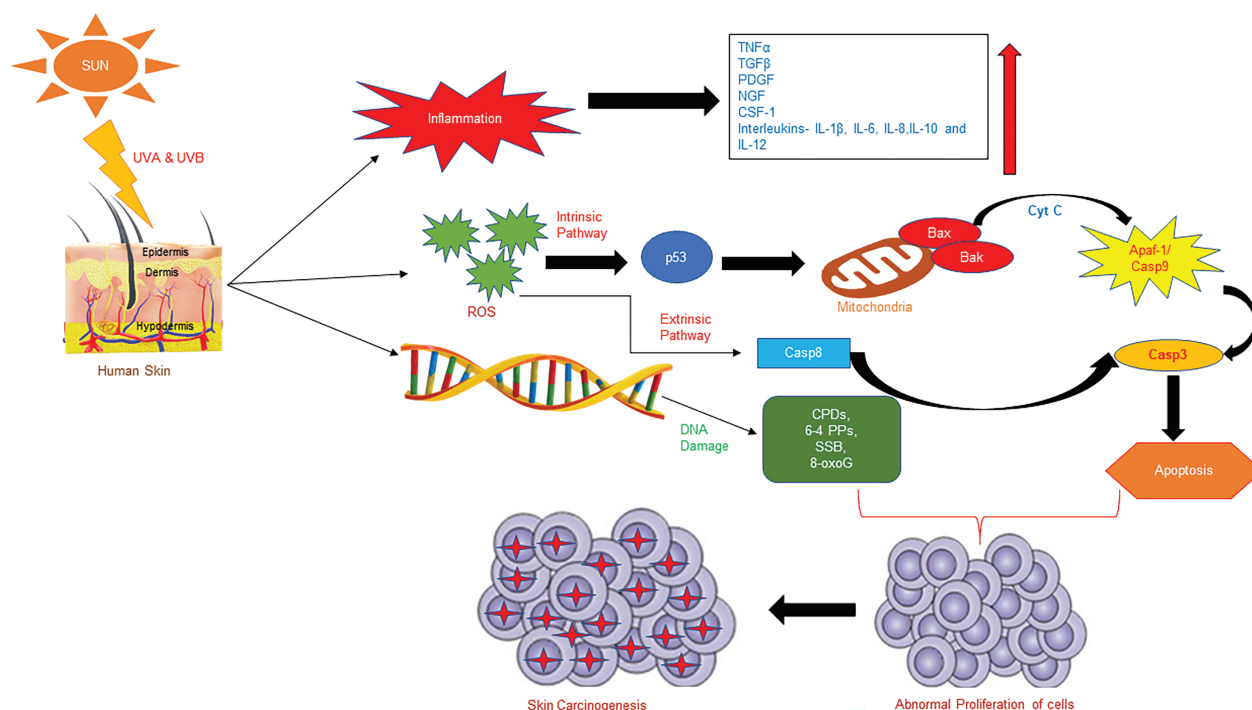 SUN
UVA & UVB
Epidermis
Dermis
Hypodermis
Human Skin
Inflammation
TNFα
TGFβ
PDGF
NGF
CSF-1
Interleukins- IL-1β, IL-6, IL-8,IL-10 and
IL-12
Intrinsic
Pathway
ROS
p53
Bax
Bak
Mitochondria
Cyt C
Apaf-1/
Casp9
Extrinsic
Pathway
Casp8
Casp3
DNA
Damage
CPDs,
6-4 PPs,
SSB,
8-oxoG
Apoptosis
Skin Carcinogenesis
Abnormal Proliferation of cells